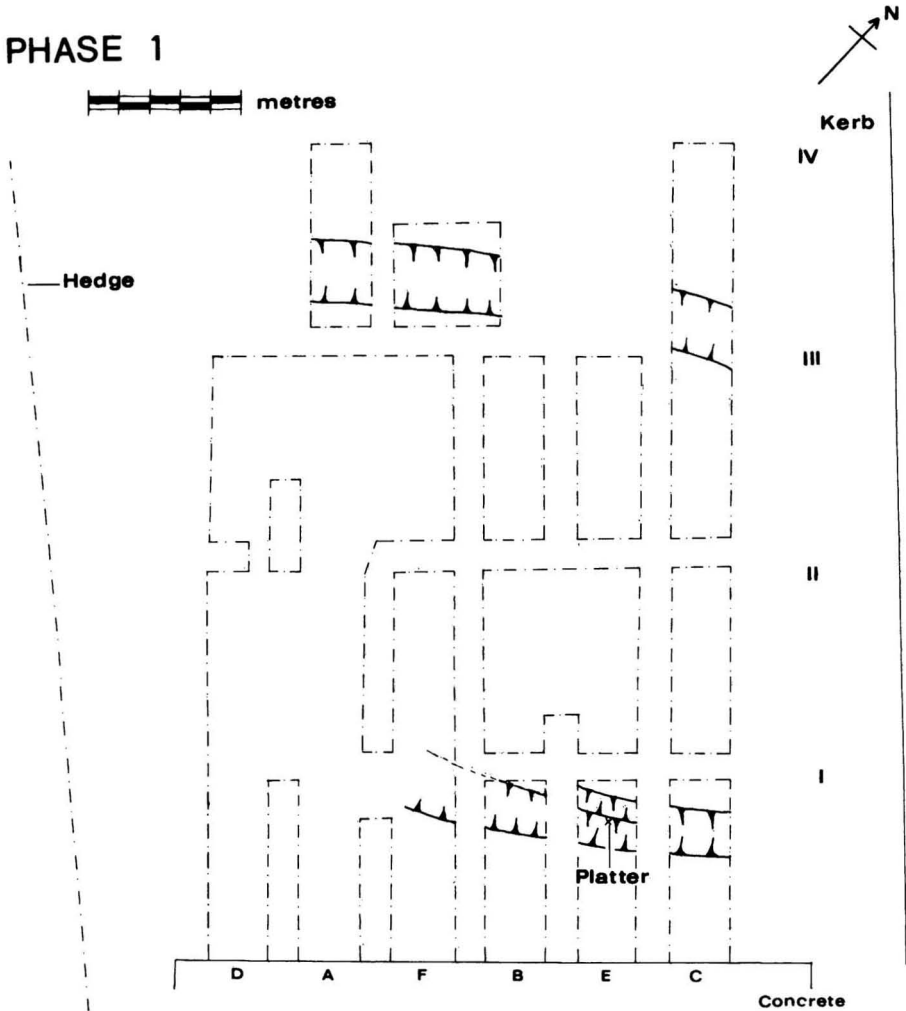 N
PHASE 1
metres
Kerb
IV
Hedge
III
II
I
Platter
D A F B E C
Concrete